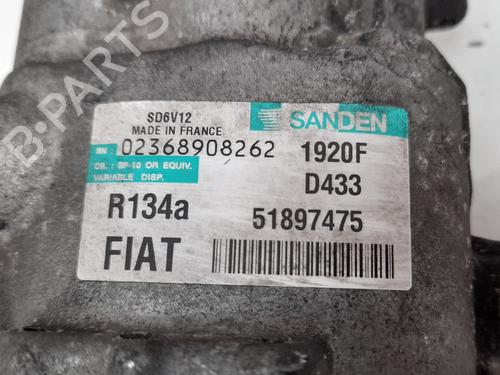 SD6V12
MADE IN FRANCE
SANDEN
SN: 02368908262
1920F
OIL: SP-10 OR EQUIV.
VARIABLE DISP.
D433
R134a
51897475
FIAT
B-PARTS